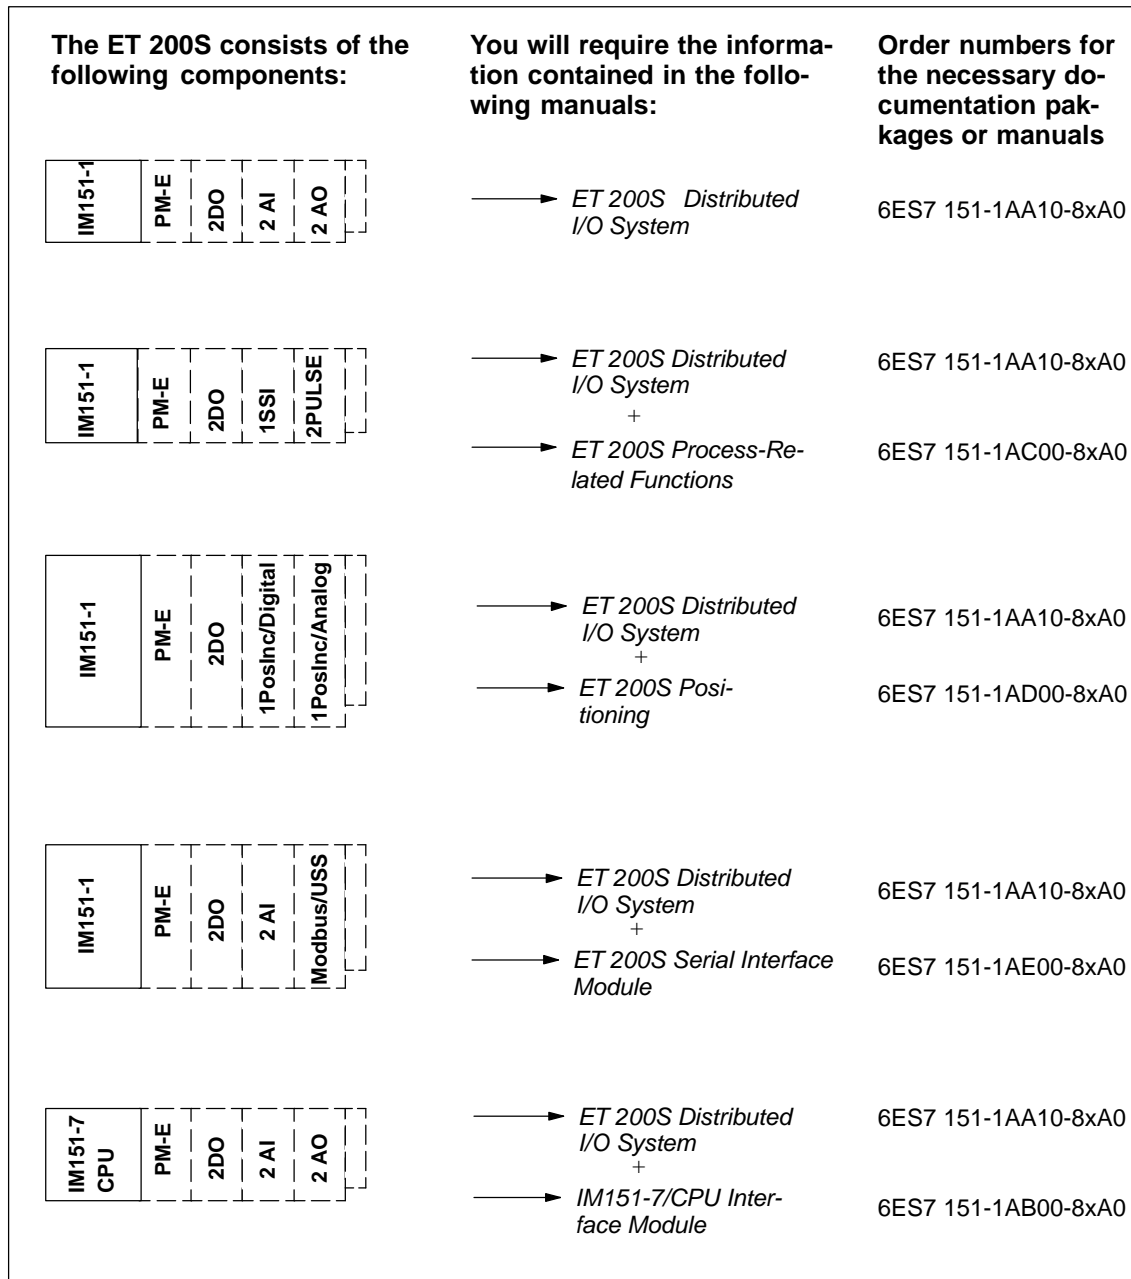 The ET 200S consists of the
following components:
You will require the informa-
tion contained in the follo-
wing manuals:
Order numbers for
the necessary do-
cumentation pak-
kages or manuals
IM151-1
PM-E
2DO
2 AI
2 AO
ET 200S Distributed
I/O System
6ES7 151-1AA10-8xA0
IM151-1
PM-E
2DO
1SSI
2PULSE
ET 200S Distributed
I/O System
6ES7 151-1AA10-8xA0
+
ET 200S Process-Re-
lated Functions
6ES7 151-1AC00-8xA0
IM151-1
PM-E
2DO
1PosInc/Digital
1PosInc/Analog
ET 200S Distributed
I/O System
6ES7 151-1AA10-8xA0
+
ET 200S Posi-
tioning
6ES7 151-1AD00-8xA0
IM151-1
PM-E
2DO
2 AI
Modbus/USS
ET 200S Distributed
I/O System
6ES7 151-1AA10-8xA0
+
ET 200S Serial Interface
Module
6ES7 151-1AE00-8xA0
IM151-7
CPU
PM-E
2DO
2 AI
2 AO
ET 200S Distributed
I/O System
6ES7 151-1AA10-8xA0
+
IM151-7/CPU Inter-
face Module
6ES7 151-1AB00-8xA0